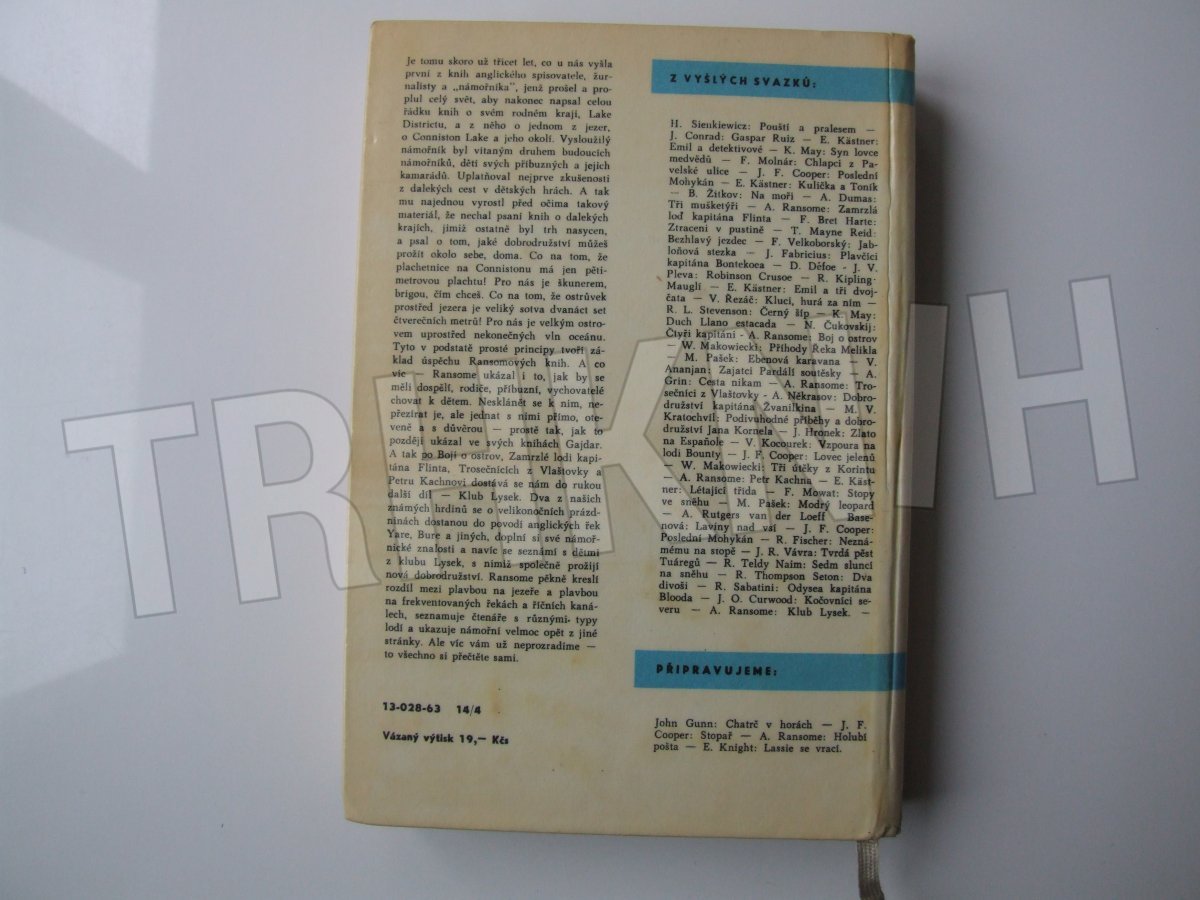 Je tomu skoro už třicet let, co u nás vyšla
první z knih anglického spisovatele, žur-
nalisty a „námořníka", jenž prošel a pro-
plul celý svět, aby nakonec napsal celou
řádku knih o svém rodném kraji, Lake
Districtu, a z něho o jednom z jezer,
o Conniston Lake a jeho okolí. Vysloužilý
námořník byl vítaným druhem budoucích
námořníků, dětí svých příbuzných a jejich
kamarádů. Uplatňoval nejprve zkušenosti
z dalekých cest v dětských hrách. A tak
mu najednou vyrostl před očima takový
materiál, že nechal psaní knih o dalekých
krajích, jimiž ostatně byl trh nasycen,
a psal o tom, jaké dobrodružství můžeš
prožít okolo sebe, doma. Co na tom, že
plachetnice na Connistonu má jen pěti-
metrovou plachtu! Pro nás je škunerem,
brigou, čím chceš. Co na tom, že ostrůvek
prostřed jezera je veliký sotva dvanáct set
čtverečních metrů! Pro nás je velkým ostro-
vem uprostřed nekonečných vln oceánu.
Tyto v podstatě prosté principy tvoří zá-
klad úspěchu Ransomových knih. A co
víc — Ransome ukázal i to, jak by se
měli dospělí, rodiče, příbuzní, vychovatelé
chovat k dětem. Nesklánět se k nim, ne-
přezírat je, ale jednat s nimi přímo, ote-
veně a s důvěrou — prostě tak, jak to
později ukázal ve svých knihách Gajdar.
A tak po Boji o ostrov, Zamrzlé lodi kapi-
tána Flinta, Trosečnících z Vlaštovky a
Petru Kachnovi dostává se nám do rukou
další díl — Klub Lysek. Dva z našich
známých hrdinů se o velikonočních prázd-
ninách dostanou do povodí anglických řek
Yare, Bure a jiných, doplní si své námoř-
nické znalosti a navíc se seznámí s dětmi
z klubu Lysek, s nimiž společně prožijí
nová dobrodružství. Ransome pěkně kreslí
rozdíl mezi plavbou na jezeře a plavbou
na frekventovaných řekách a říčních kaná-
lech, seznamuje čtenáře s různými typy
lodí a ukazuje námořní velmoc opět z jiné
stránky. Ale víc vám už neprozradíme —
to všechno si přečtěte sami.
13-028-63 14/4
Vázaný výtisk 19,— Kčs
Z VYŠLÝCH SVAZKŮ:
H. Sienkiewicz: Pouští a pralesem —
J. Conrad: Gaspar Ruiz — E. Kästner:
Emil a detektivové — K. May: Syn lovce
medvědů — F. Molnár: Chlapci z Pa-
velské ulice — J. F. Cooper: Poslední
Mohykán — E. Kästner: Kulička a Toník
— B. Žitkov: Na moři — A. Dumas:
Tři mušketýři — A. Ransome: Zamrzlá
loď kapitána Flinta — F. Bret Harte:
Ztraceni v pustině — T. Mayne Reid:
Bezhlavý jezdec — F. Velkoborský: Jab-
loňová stezka — J. Fabricius: Plavčíci
kapitána Bontekoea — D. Defoe - J. V.
Pleva: Robinson Crusoe — R. Kipling:
Mauglí — E. Kästner: Emil a tři dvoj-
čata — V. Řezáč: Kluci, hurá za ním —
R. L. Stevenson: Černý šíp — K. May:
Duch Llano estacada — N. Čukovskij:
Čtyři kapitáni - A. Ransome: Boj o ostrov
— W. Makowiecki: Příhody Řeka Melikla
— M. Pašek: Ebenová karavana — V.
Ananjan: Zajatci Pardálí soutěsky — A.
Grin: Cesta nikam — A. Ransome: Tro-
sečníci z Vlaštovky - A. Někrasov: Dobro-
družství kapitána Žvanilkina — M. V.
Kratochvíl: Podivuhodné příběhy a dobro-
družství Jana Kornela — J. Hronek: Zlato
na Españole — V. Kocourek: Vzpoura na
lodi Bounty — J. F. Cooper: Lovec jelenů
— W. Makowiecki: Tři útěky z Korintu
— A. Ransome: Petr Kachna — E. Käst-
ner: Létající třída — F. Mowat: Stopy
ve sněhu — M. Pašek: Modrý leopard
— A. Rutgers van der Loeff — Base-
nová: Laviny nad vsí — J. F. Cooper:
Poslední Mohykán — R. Fischer: Nezná-
mému na stopě — J. R. Vávra: Tvrdá pěst
Tuáregů — R. Teldy Naim: Sedm sluncí
na sněhu — R. Thompson Seton: Dva
divoši — R. Sabatini: Odysea kapitána
Blooda — J. O. Curwood: Kočovníci se-
veru — A. Ransome: Klub Lysek. —
PŘIPRAVUJEME:
John Gunn: Chatrč v horách — J. F.
Cooper: Stopař — A. Ransome: Holubí
pošta — E. Knight: Lassie se vrací.
TRH KNIH